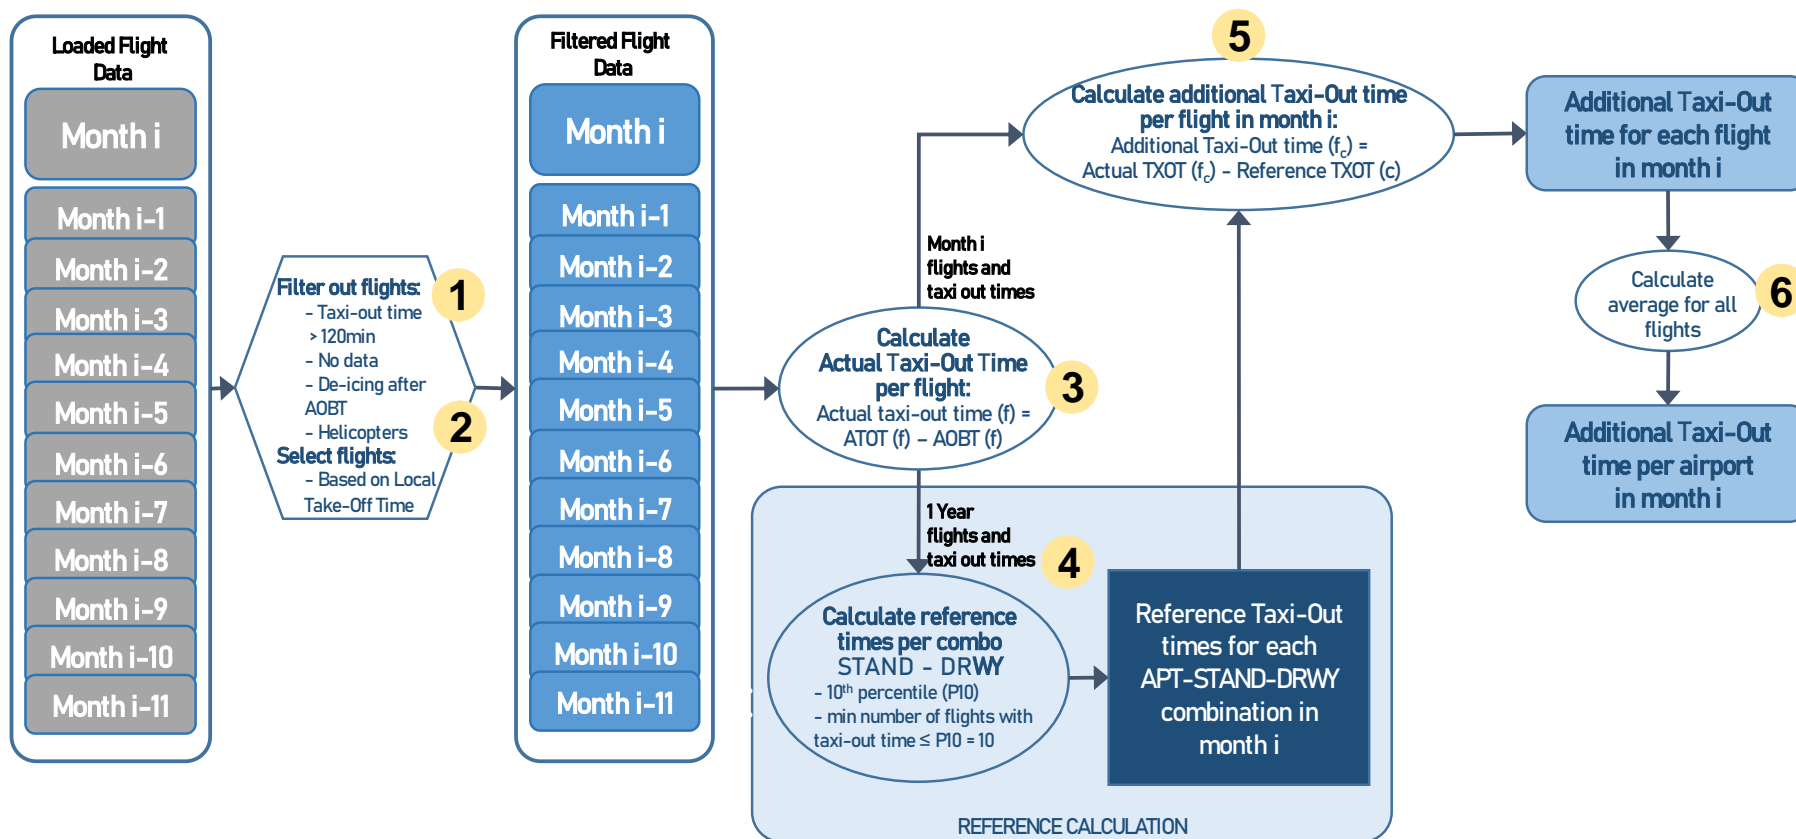 Loaded Flight
Data
Month i
Month i-1
Month i-2
Month i-3
Month i-4
Month i-5
Month i-6
Month i-7
Month i-8
Month i-9
Month i-10
Month i-11
1
Filter out flights:
- Taxi-out time
> 120min
- No data
- De-icing after
AOBT
- Helicopters
2
Select flights:
- Based on Local
Take-Off Time
Filtered Flight
Data
Month i
Month i-1
Month i-2
Month i-3
Month i-4
Month i-5
Month i-6
Month i-7
Month i-8
Month i-9
Month i-10
Month i-11
3
Calculate
Actual Taxi-Out Time
per flight:
Actual taxi-out time (f) =
ATOT (f) - AOBT (f)
Month i
flights and
taxi out times
1 Year
flights and
taxi out times
4
Calculate reference
times per combo
STAND - DRWY
- 10th percentile (P10)
- min number of flights with
taxi-out time ≤ P10 = 10
Reference Taxi-Out
times for each
APT-STAND-DRWY
combination in
month i
REFERENCE CALCULATION
5
Calculate additional Taxi-Out time
per flight in month i:
Additional Taxi-Out time (fc) =
Actual TXOT (fc) - Reference TXOT (c)
Additional Taxi-Out
time for each flight
in month i
6
Calculate
average for all
flights
Additional Taxi-Out
time per airport
in month i